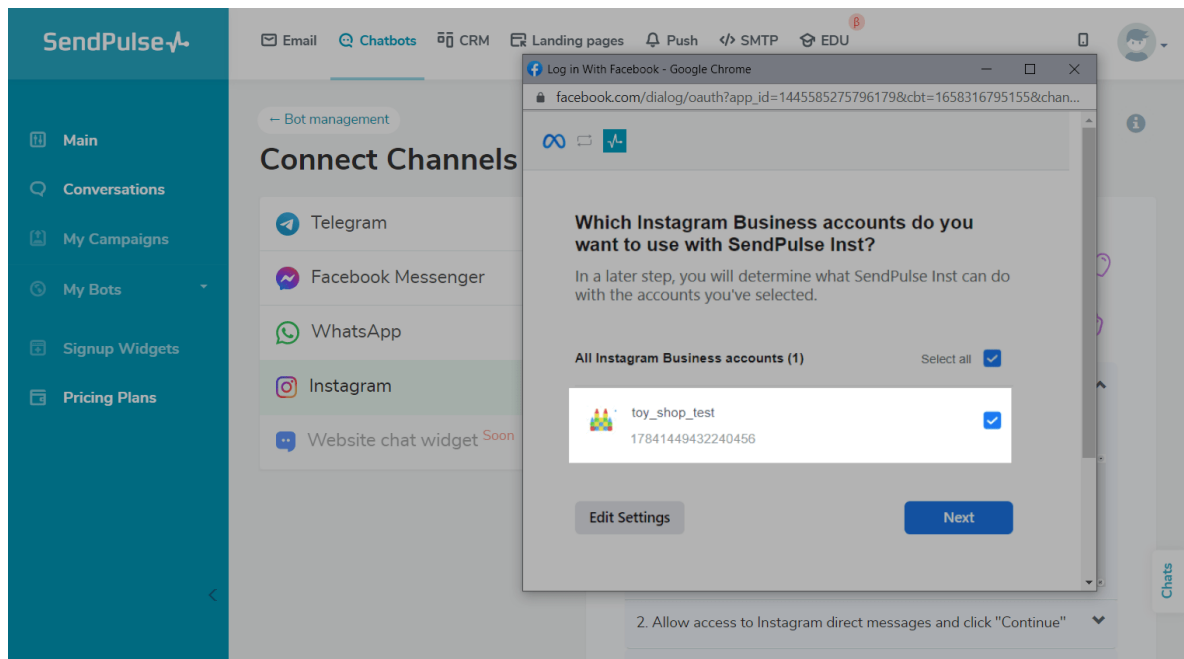 SendPulse
Email
Chatbots
CRM
Landing pages
Push
SMTP
EDU
β
Main
Conversations
My Campaigns
My Bots
Signup Widgets
Pricing Plans
← Bot management
Connect Channels
Telegram
Facebook Messenger
WhatsApp
Instagram
Website chat widget Soon
Log in With Facebook - Google Chrome
facebook.com/dialog/oauth?app_id=1445585275796179&cbt=1658316795155&chan...
Which Instagram Business accounts do you
want to use with SendPulse Inst?
In a later step, you will determine what SendPulse Inst can do
with the accounts you've selected.
All Instagram Business accounts (1)
Select all
toy_shop_test
17841449432240456
Edit Settings
Next
2. Allow access to Instagram direct messages and click "Continue"
Chats